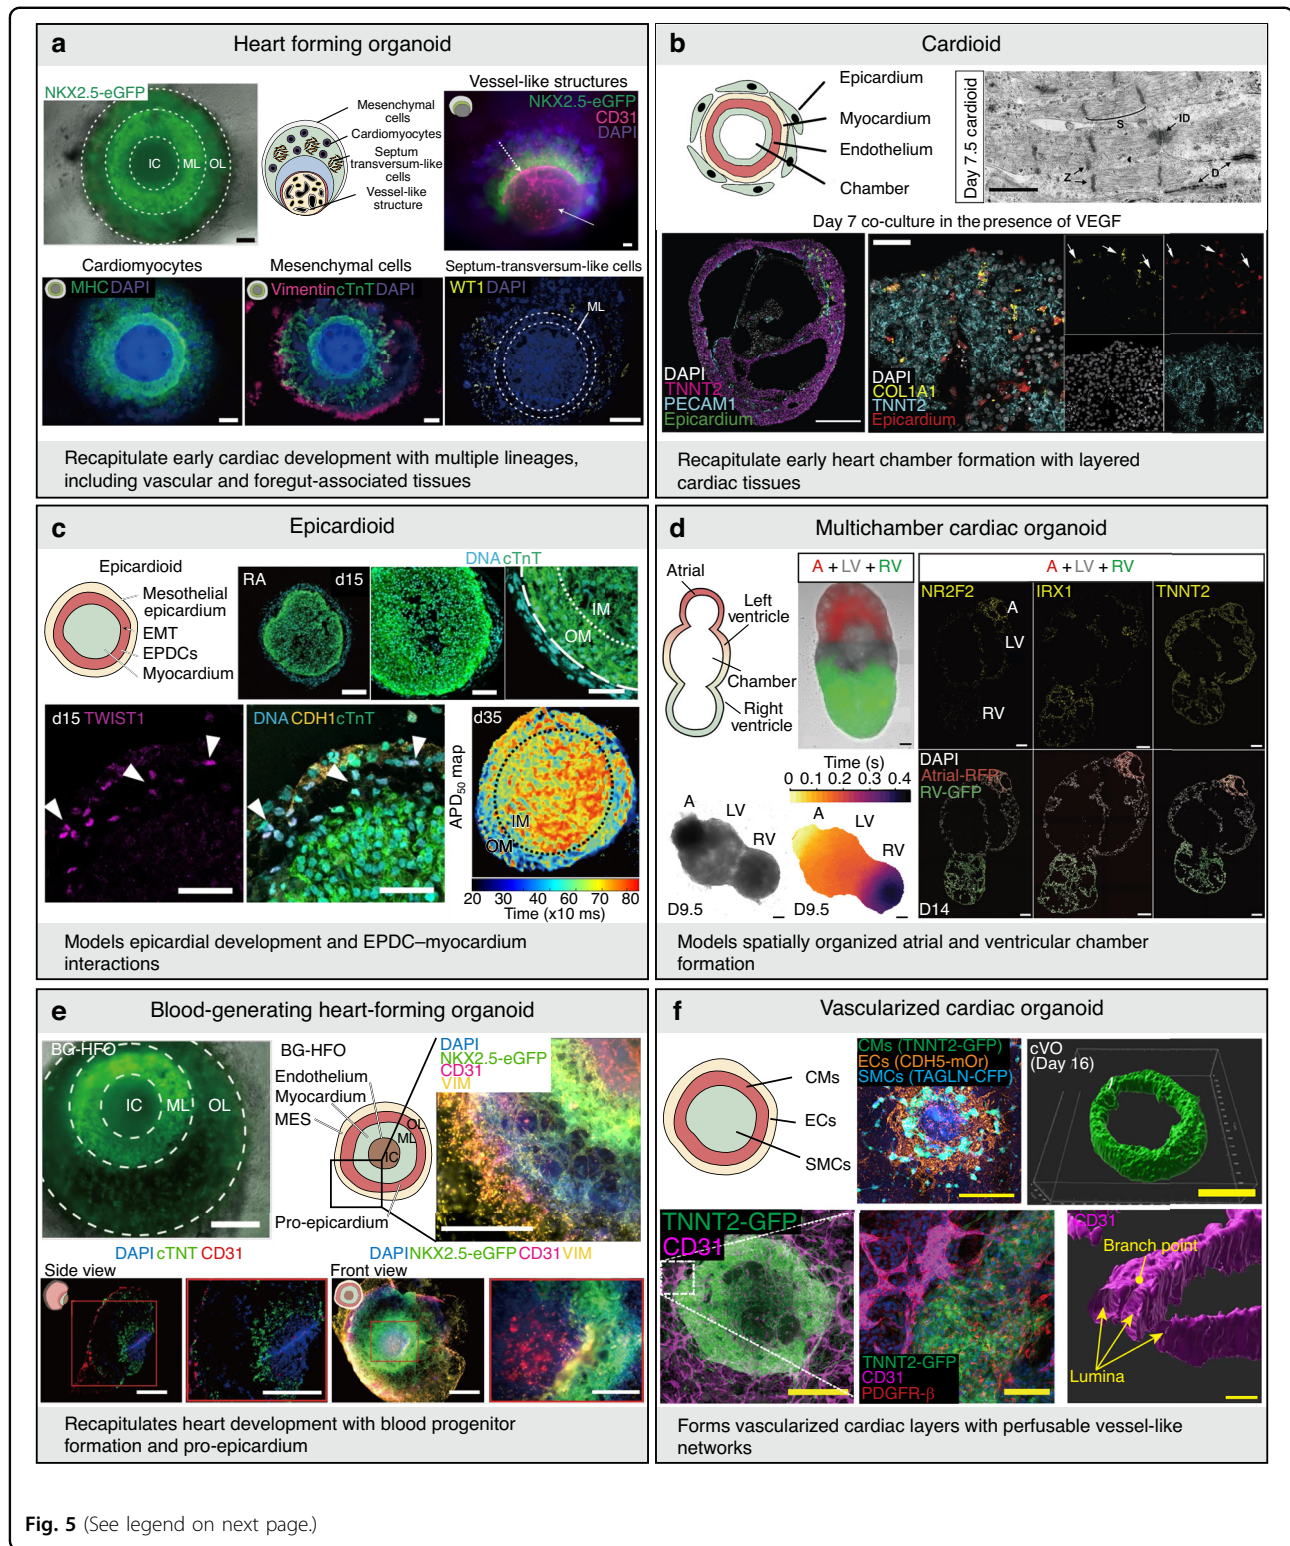 a Heart forming organoid
NKX2.5-eGFP
IC ML OL
Mesenchymal
cells
Cardiomyocytes
Septum
transversum-like
cells
Vessel-like
structure
Vessel-like structures
NKX2.5-eGFP
CD31
DAPI
Cardiomyocytes
MHC DAPI
Mesenchymal cells
Vimentin cTnT DAPI
Septum-transversum-like cells
WT1 DAPI
ML
Recapitulate early cardiac development with multiple lineages,
including vascular and foregut-associated tissues
b Cardioid
Epicardium
Myocardium
Endothelium
Chamber
Day 7.5 cardioid
S
ID
Z
D
Day 7 co-culture in the presence of VEGF
DAPI
TNNT2
PECAM1
Epicardium
DAPI
COL1A1
TNNT2
Epicardium
Recapitulate early heart chamber formation with layered
cardiac tissues
c Epicardioid
Epicardioid
Mesothelial
epicardium
EMT
EPDCs
Myocardium
RA d15
DNA cTnT
IM
OM
d15 TWIST1
DNA CDH1 cTnT
APD50 map
d35
IM
OM
20 30 40 50 60 70 80
Time (x10 ms)
Models epicardial development and EPDC–myocardium
interactions
d Multichamber cardiac organoid
Atrial
Left
ventricle
Chamber
Right
ventricle
A + LV + RV
Time (s)
0 0.1 0.2 0.3 0.4
A
LV
RV
D9.5
A
LV
RV
D9.5
A + LV + RV
NR2F2
A
LV
RV
IRX1
TNNT2
DAPI
Atrial-RFP
RV-GFP
D14
Models spatially organized atrial and ventricular chamber
formation
e Blood-generating heart-forming organoid
BG-HFO
IC ML OL
BG-HFO
Endothelium
Myocardium
MES
OL
ML
IC
Pro-epicardium
DAPI
NKX2.5-eGFP
CD31
VIM
DAPI cTNT CD31
Side view
DAPI NKX2.5-eGFP CD31 VIM
Front view
Recapitulates heart development with blood progenitor
formation and pro-epicardium
f Vascularized cardiac organoid
CMs
ECs
SMCs
CMs (TNNT2-GFP)
ECs (CDH5-mOr)
SMCs (TAGLN-CFP)
cVO
(Day 16)
TNNT2-GFP
CD31
TNNT2-GFP
CD31
PDGFR-β
CD31
Branch point
Lumina
Forms vascularized cardiac layers with perfusable vessel-like
networks
Fig. 5 (See legend on next page.)